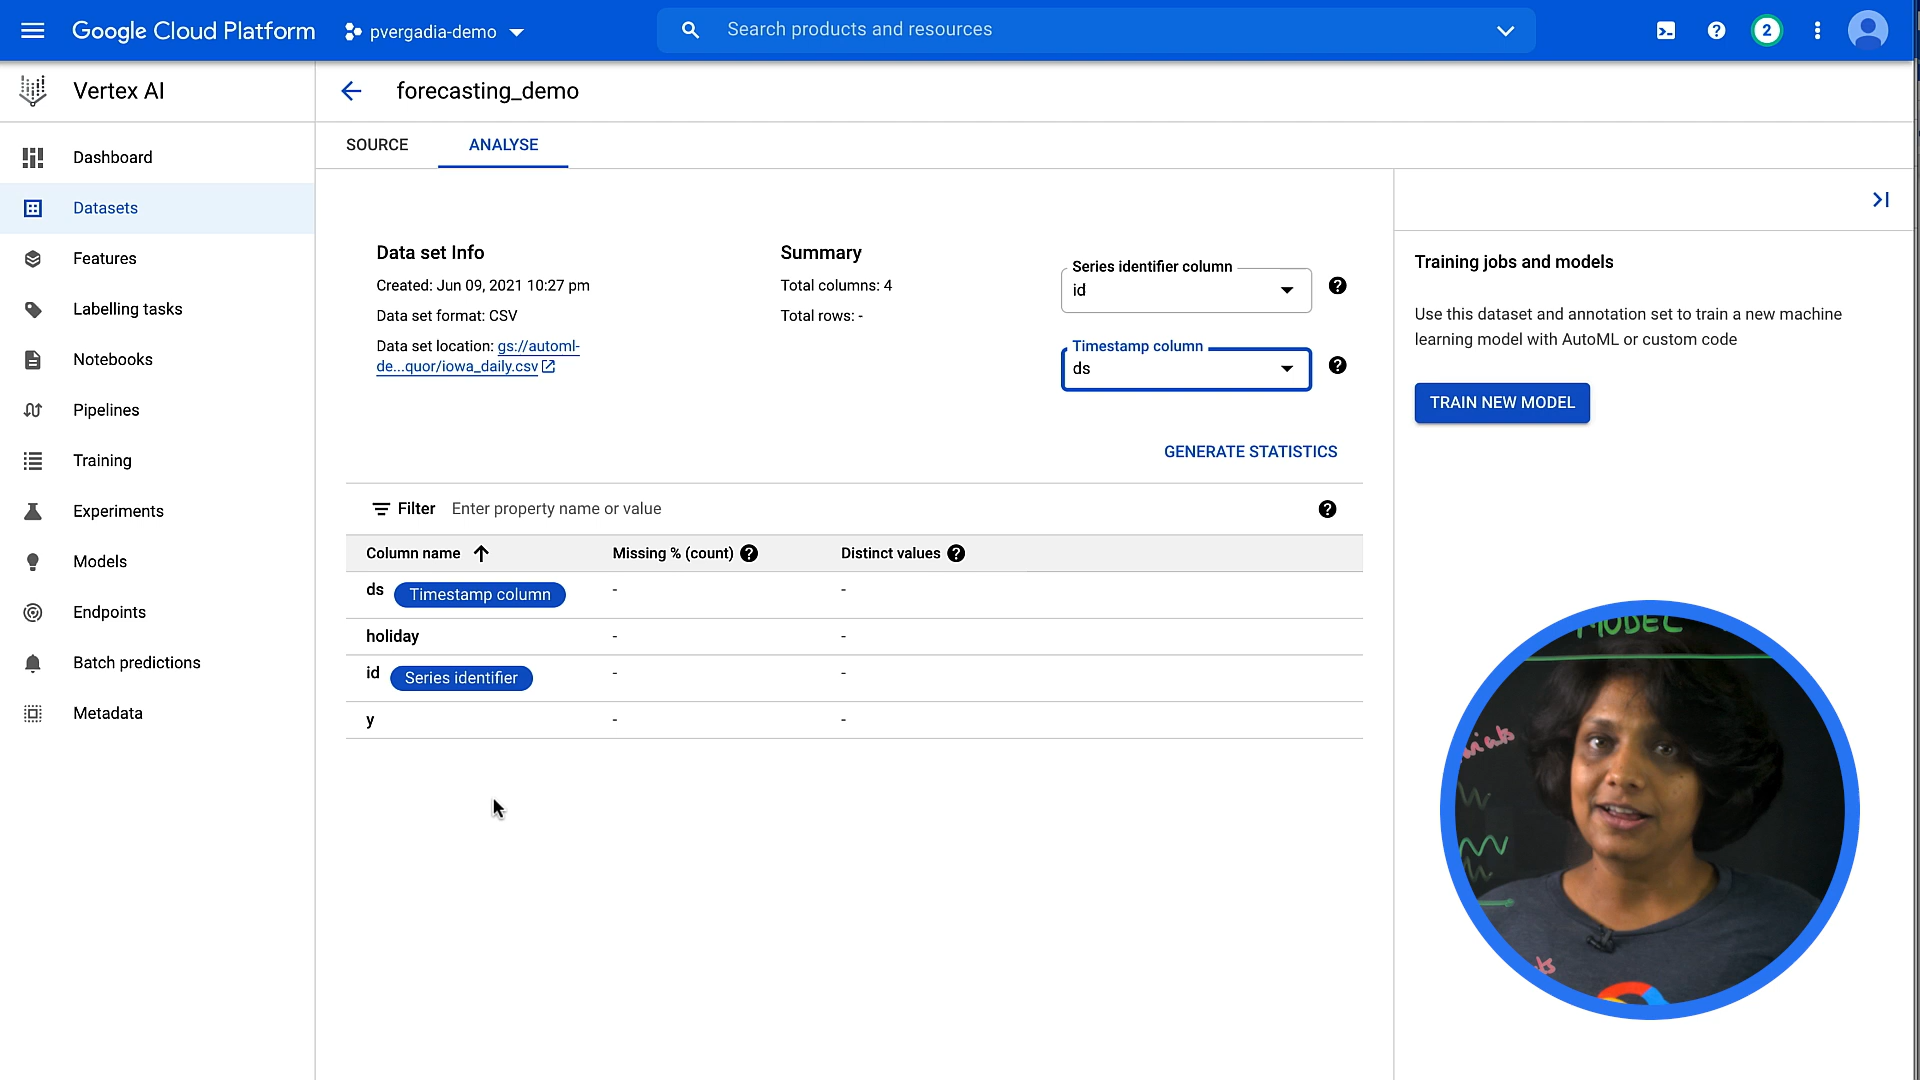 Google Cloud Platform
pvergadia-demo
Search products and resources
2
Vertex AI
forecasting_demo
SOURCE
ANALYSE
Dashboard
Datasets
Features
Labelling tasks
Notebooks
Pipelines
Training
Experiments
Models
Endpoints
Batch predictions
Metadata
Data set Info
Created: Jun 09, 2021 10:27 pm
Data set format: CSV
Data set location: gs://automl-
de...quor/iowa_daily.csv
Summary
Total columns: 4
Total rows: -
Series identifier column
id
Timestamp column
ds
GENERATE STATISTICS
Filter Enter property name or value
Column name Missing % (count) Distinct values
ds Timestamp column - -
holiday - -
id Series identifier - -
y - -
Training jobs and models
Use this dataset and annotation set to train a new machine
learning model with AutoML or custom code
TRAIN NEW MODEL
MODEL